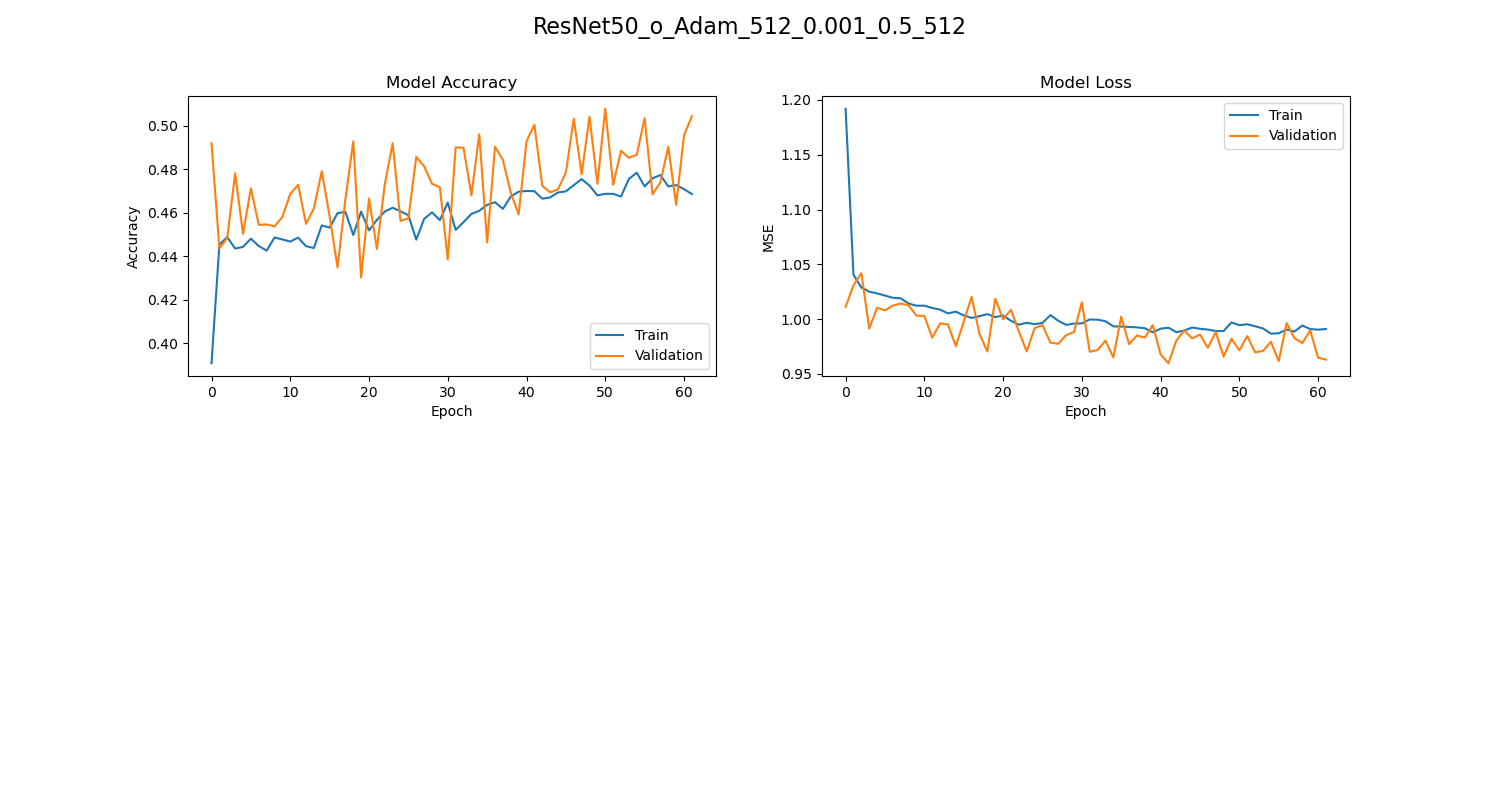 ResNet50_o_Adam_512_0.001_0.5_512
Model Accuracy
Accuracy
0.50
0.48
0.46
0.44
0.42
0.40
0
10
20
30
40
50
60
Epoch
Train
Validation
Model Loss
MSE
1.20
1.15
1.10
1.05
1.00
0.95
0
10
20
30
40
50
60
Epoch
Train
Validation